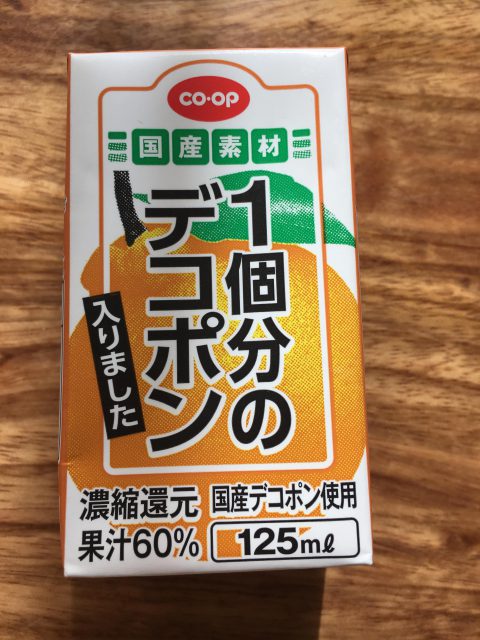 CO·OP
国産素材
1個分の
デコポン
入りました
濃縮還元
果汁60%
国産デコポン使用
125mℓ